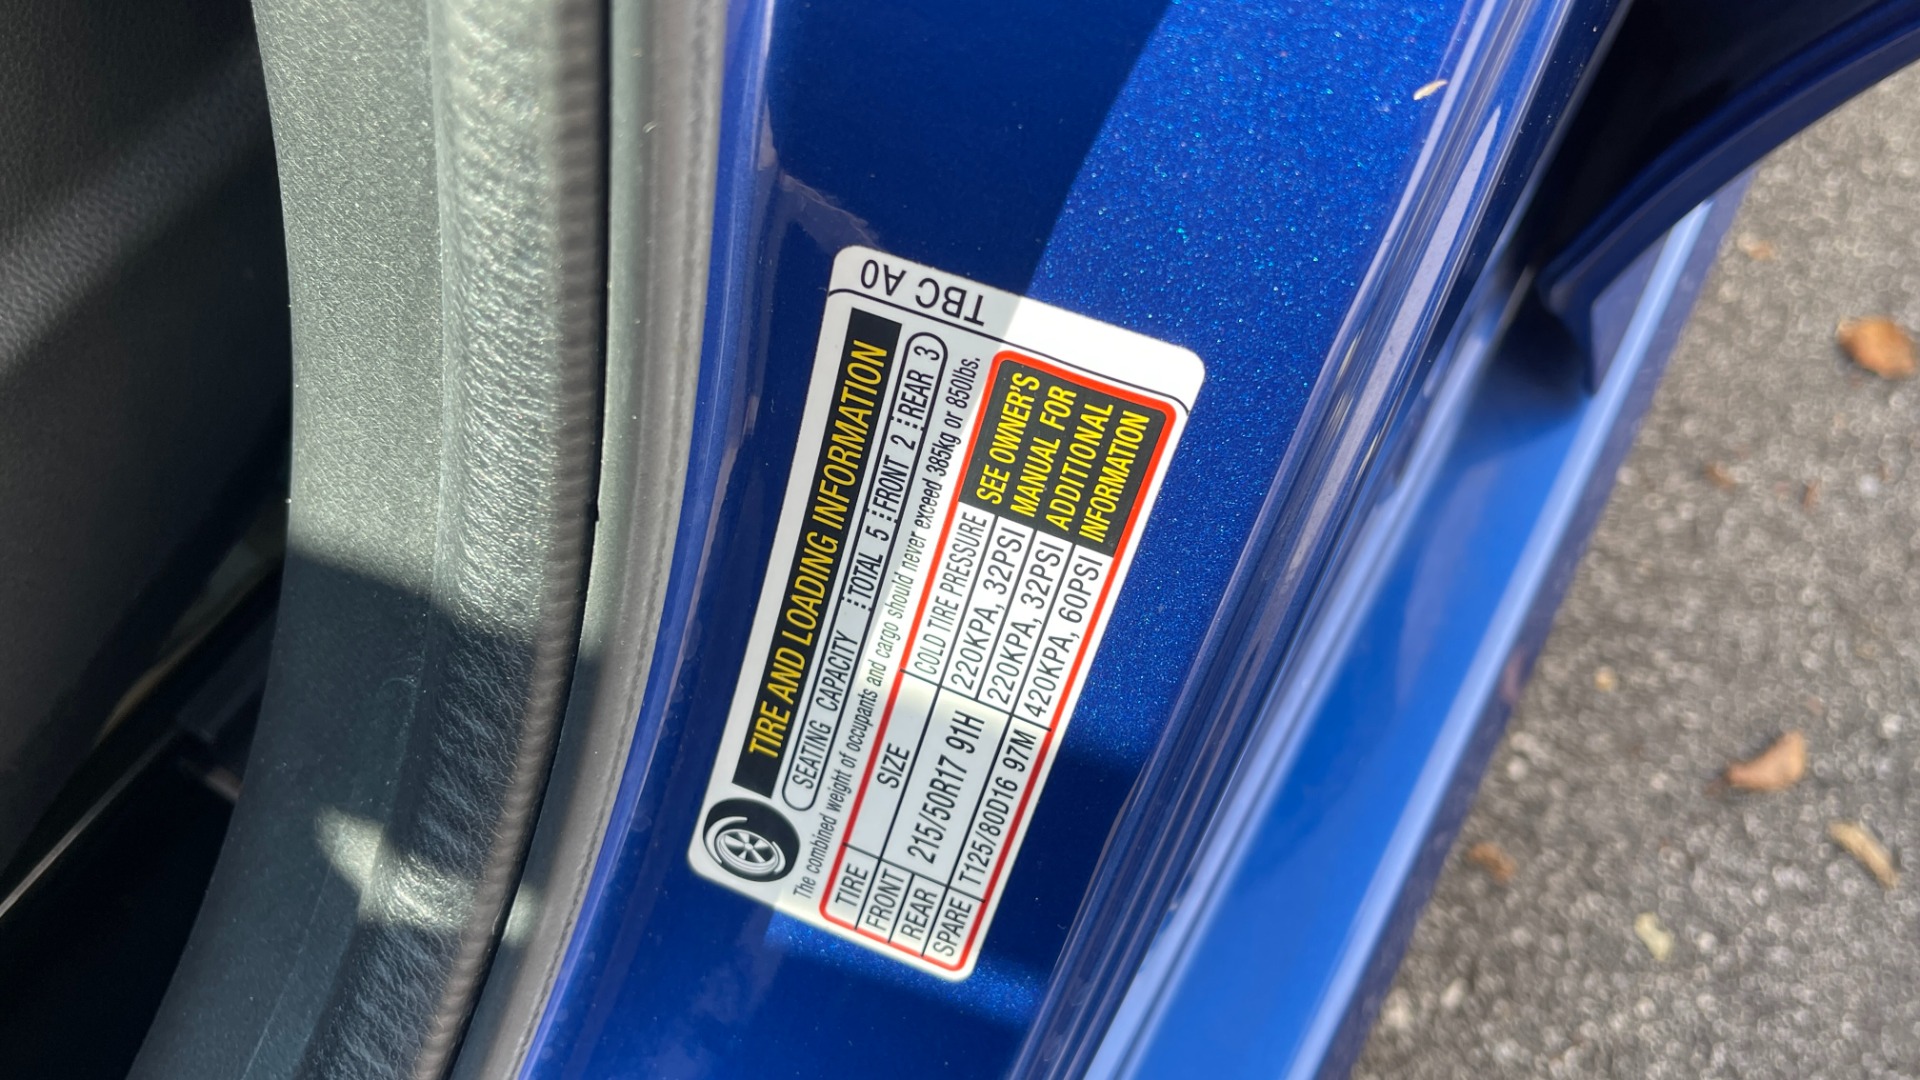 TBC A0
TIRE AND LOADING INFORMATION
SEATING CAPACITY TOTAL 5 FRONT 2 REAR 3
The combined weight of occupants and cargo should never exceed 385kg or 850lbs.
TIRE SIZE COLD TIRE PRESSURE
FRONT 215/50R17 91H 220KPA, 32PSI
REAR 220KPA, 32PSI
SPARE T125/80D16 97M 420KPA, 60PSI
SEE OWNER'S
MANUAL FOR
ADDITIONAL
INFORMATION